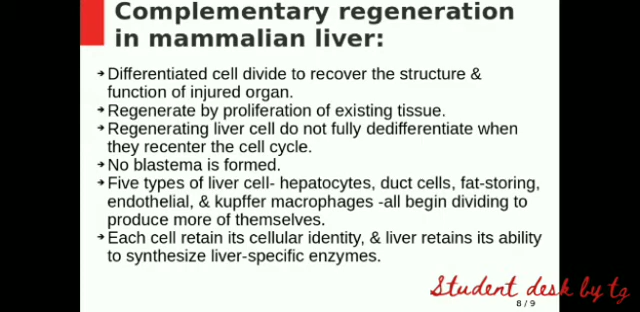 Complementary regeneration
in mammalian liver:
➔ Differentiated cell divide to recover the structure &
function of injured organ.
➔ Regenerate by proliferation of existing tissue.
➔ Regenerating liver cell do not fully dedifferentiate when
they recenter the cell cycle.
➔ No blastema is formed.
➔ Five types of liver cell- hepatocytes, duct cells, fat-storing,
endothelial, & kupffer macrophages -all begin dividing to
produce more of themselves.
➔ Each cell retain its cellular identity, & liver retains its ability
to synthesize liver-specific enzymes.
Student desk by tg
8 / 9